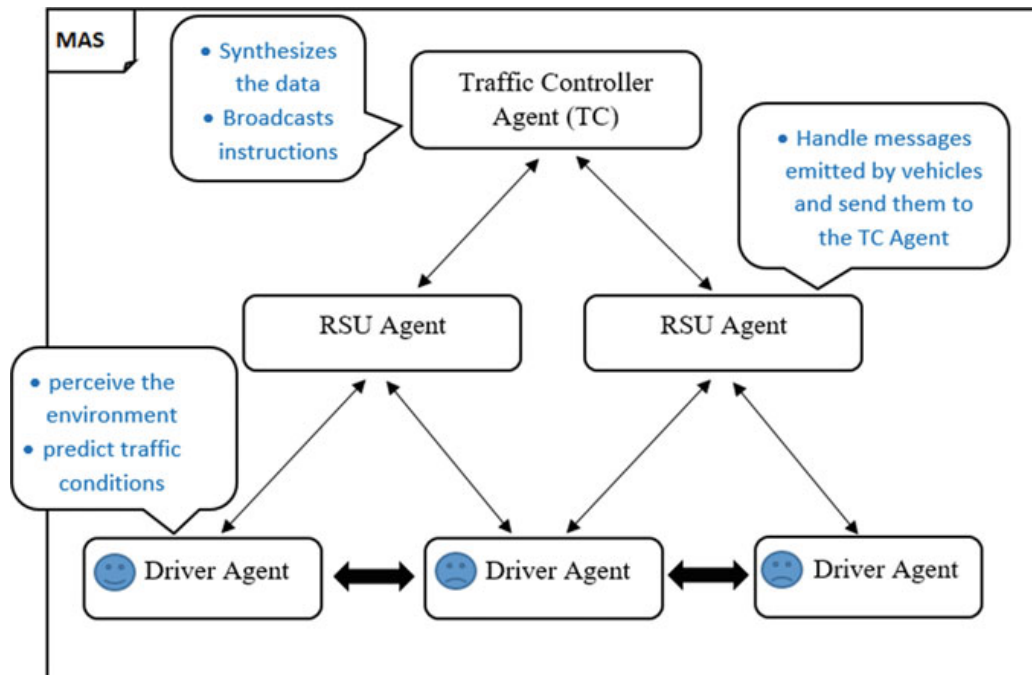 MAS
• Synthesizes
the data
• Broadcasts
instructions
Traffic Controller
Agent (TC)
• Handle messages
emitted by vehicles
and send them to
the TC Agent
RSU Agent
RSU Agent
• perceive the
environment
• predict traffic
conditions
Driver Agent
Driver Agent
Driver Agent